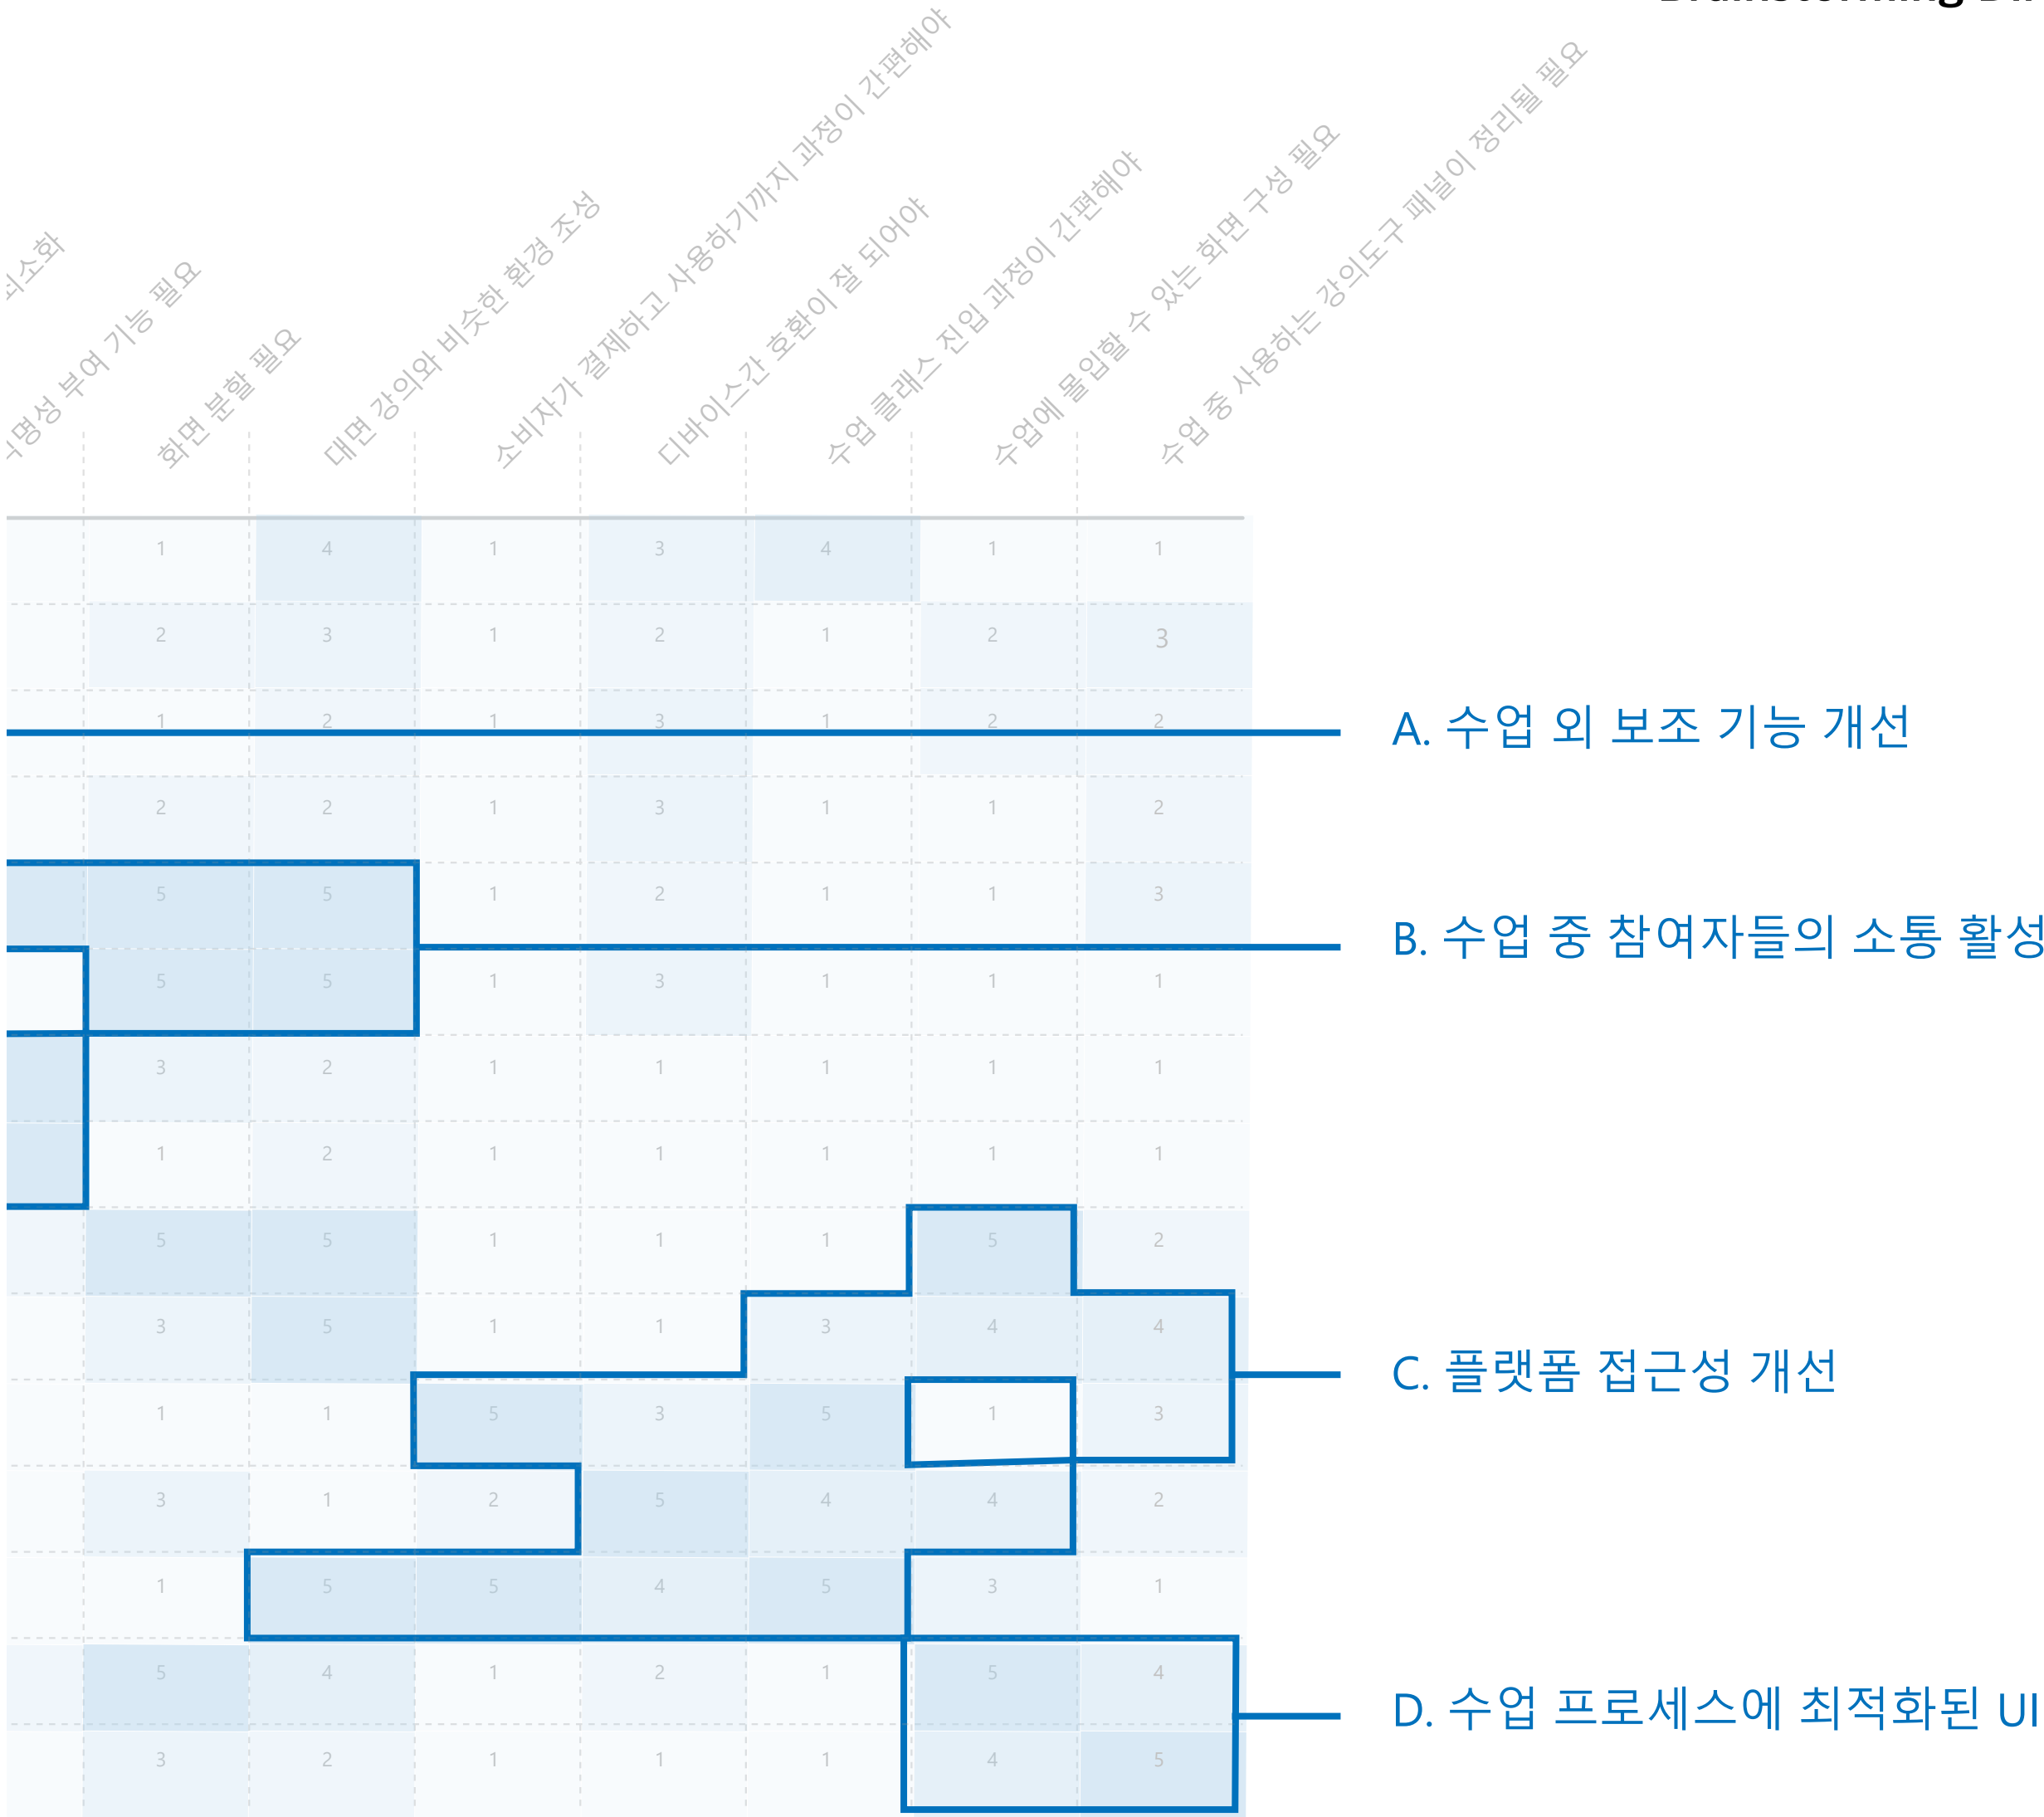 기능 필요
화면 분할 필요
대면 강의와 비슷한 환경 조성
소비자가 결제하고 사용하기까지 과정이 간편해야
디바이스간 호환이 잘 되어야
수업 클래스 진입 과정이 간편해야
수업에 몰입할 수 있는 화면 구성 필요
수업 중 사용하는 강의도구 패널이 정리될 필요
1 4 1 3 4 1 1
2 3 1 2 1 2 3
1 2 1 3 1 2 2
A. 수업 외 보조 기능 개선
2 2 1 3 1 1 2
5 5 1 2 1 1 3
B. 수업 중 참여자들의 소통 활성
5 5 1 3 1 1 1
3 2 1 1 1 1 1
1 2 1 1 1 1 1
5 5 1 1 1 5 2
3 5 1 1 3 4 4
C. 플랫폼 접근성 개선
1 1 5 3 5 1 3
3 1 2 5 4 4 2
1 5 5 4 5 3 1
5 4 1 2 1 5 4
D. 수업 프로세스에 최적화된 UI
3 2 1 1 1 4 5